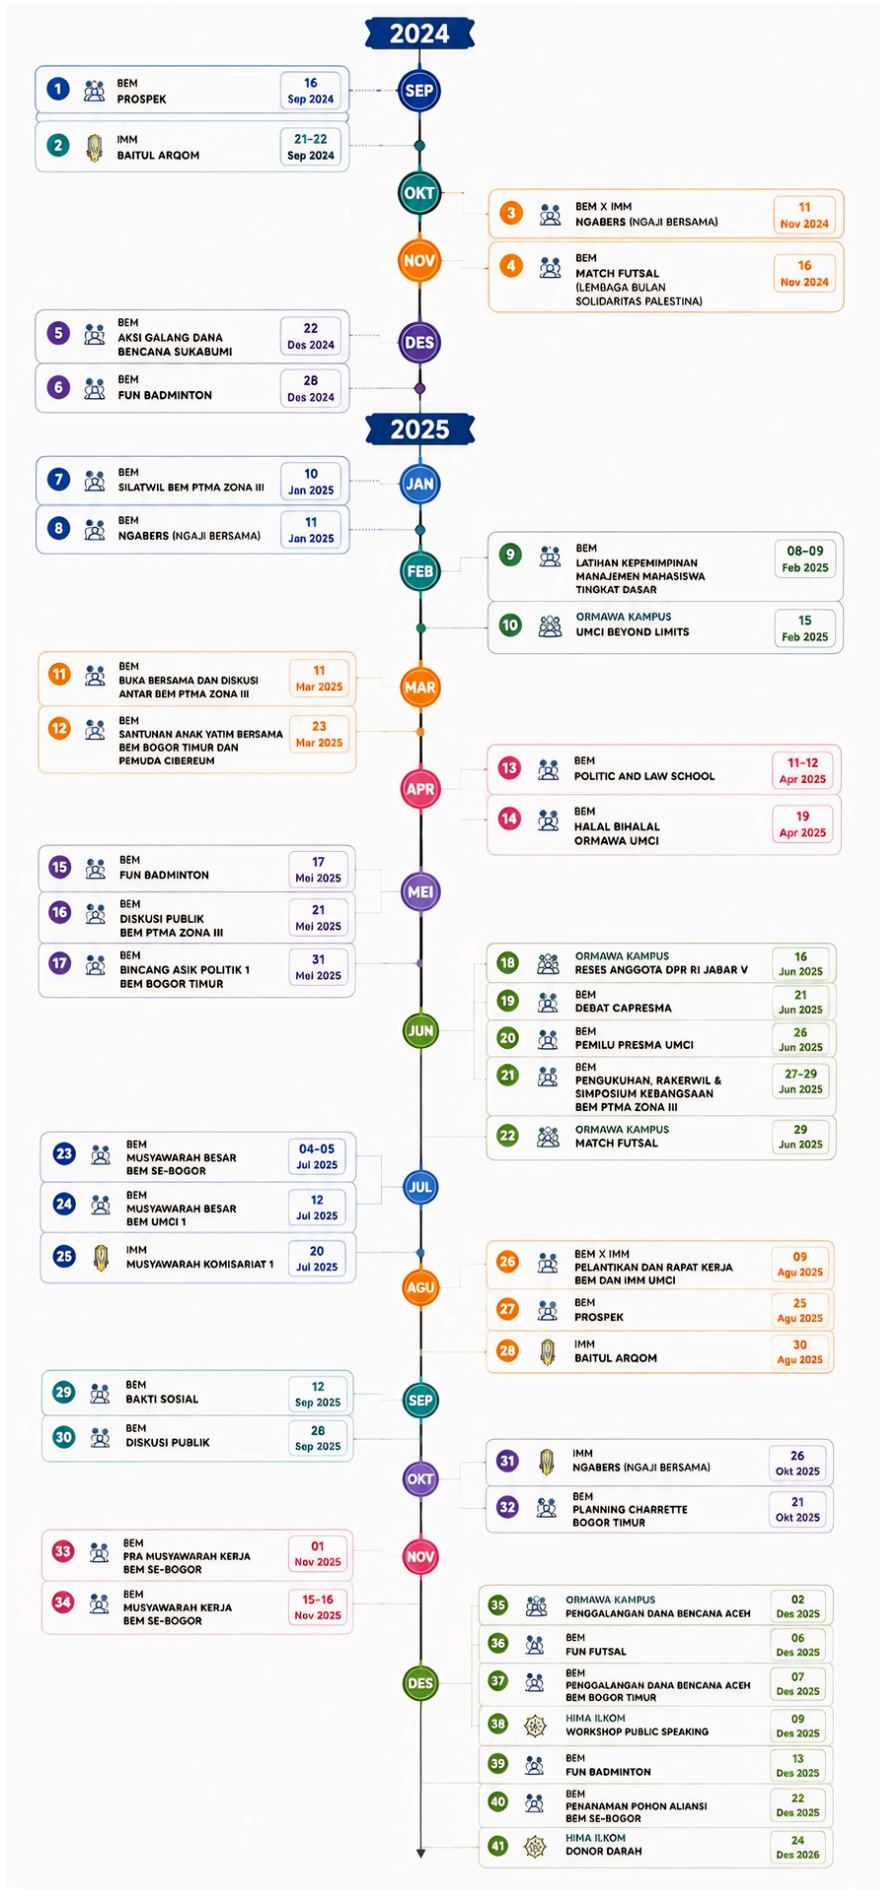 2024
SEP
1
BEM
PROSPEK
16
Sep 2024
2
IMM
BAITUL ARQOM
21-22
Sep 2024
OKT
3
BEM X IMM
NGABERS (NGAJI BERSAMA)
11
Nov 2024
NOV
4
BEM
MATCH FUTSAL
(LEMBAGA BULAN
SOLIDARITAS PALESTINA)
16
Nov 2024
DES
5
BEM
AKSI GALANG DANA
BENCANA SUKABUMI
22
Des 2024
6
BEM
FUN BADMINTON
28
Des 2024
2025
JAN
7
BEM
SILATWIL BEM PTMA ZONA III
10
Jan 2025
8
BEM
NGABERS (NGAJI BERSAMA)
11
Jan 2025
FEB
9
BEM
LATIHAN KEPEMIMPINAN
MANAJEMEN MAHASISWA
TINGKAT DASAR
08-09
Feb 2025
10
ORMAWA KAMPUS
UMCI BEYOND LIMITS
15
Feb 2025
MAR
11
BEM
BUKA BERSAMA DAN DISKUSI
ANTAR BEM PTMA ZONA III
11
Mar 2025
12
BEM
SANTUNAN ANAK YATIM BERSAMA
BEM BOGOR TIMUR DAN
PEMUDA CIBEREUM
23
Mar 2025
APR
13
BEM
POLITIC AND LAW SCHOOL
11-12
Apr 2025
14
BEM
HALAL BIHALAL
ORMAWA UMCI
19
Apr 2025
MEI
15
BEM
FUN BADMINTON
17
Mei 2025
16
BEM
DISKUSI PUBLIK
BEM PTMA ZONA III
21
Mei 2025
17
BEM
BINCANG ASIK POLITIK 1
BEM BOGOR TIMUR
31
Mei 2025
JUN
18
ORMAWA KAMPUS
RESES ANGGOTA DPR RI JABAR V
16
Jun 2025
19
BEM
DEBAT CAPRESMA
21
Jun 2025
20
BEM
PEMILU PRESMA UMCI
26
Jun 2025
21
BEM
PENGUKUHAN, RAKERWIL &
SIMPOSIUM KEBANGSAAN
BEM PTMA ZONA III
27-29
Jun 2025
22
ORMAWA KAMPUS
MATCH FUTSAL
29
Jun 2025
JUL
23
BEM
MUSYAWARAH BESAR
BEM SE-BOGOR
04-05
Jul 2025
24
BEM
MUSYAWARAH BESAR
BEM UMCI 1
12
Jul 2025
25
IMM
MUSYAWARAH KOMISARIAT 1
20
Jul 2025
AGU
26
BEM X IMM
PELANTIKAN DAN RAPAT KERJA
BEM DAN IMM UMCI
09
Agu 2025
27
BEM
PROSPEK
25
Agu 2025
28
IMM
BAITUL ARQOM
30
Agu 2025
SEP
29
BEM
BAKTI SOSIAL
12
Sep 2025
30
BEM
DISKUSI PUBLIK
28
Sep 2025
OKT
31
IMM
NGABERS (NGAJI BERSAMA)
26
Okt 2025
32
BEM
PLANNING CHARRETTE
BOGOR TIMUR
21
Okt 2025
NOV
33
BEM
PRA MUSYAWARAH KERJA
BEM SE-BOGOR
01
Nov 2025
34
BEM
MUSYAWARAH KERJA
BEM SE-BOGOR
15-16
Nov 2025
DES
35
ORMAWA KAMPUS
PENGGALANGAN DANA BENCANA ACEH
02
Des 2025
36
BEM
FUN FUTSAL
06
Des 2025
37
BEM
PENGGALANGAN DANA BENCANA ACEH
BEM BOGOR TIMUR
07
Des 2025
38
HIMA ILKOM
WORKSHOP PUBLIC SPEAKING
09
Des 2025
39
BEM
FUN BADMINTON
13
Des 2025
40
BEM
PENANAMAN POHON ALIANSI
BEM SE-BOGOR
22
Des 2025
41
HIMA ILKOM
DONOR DARAH
24
Des 2026